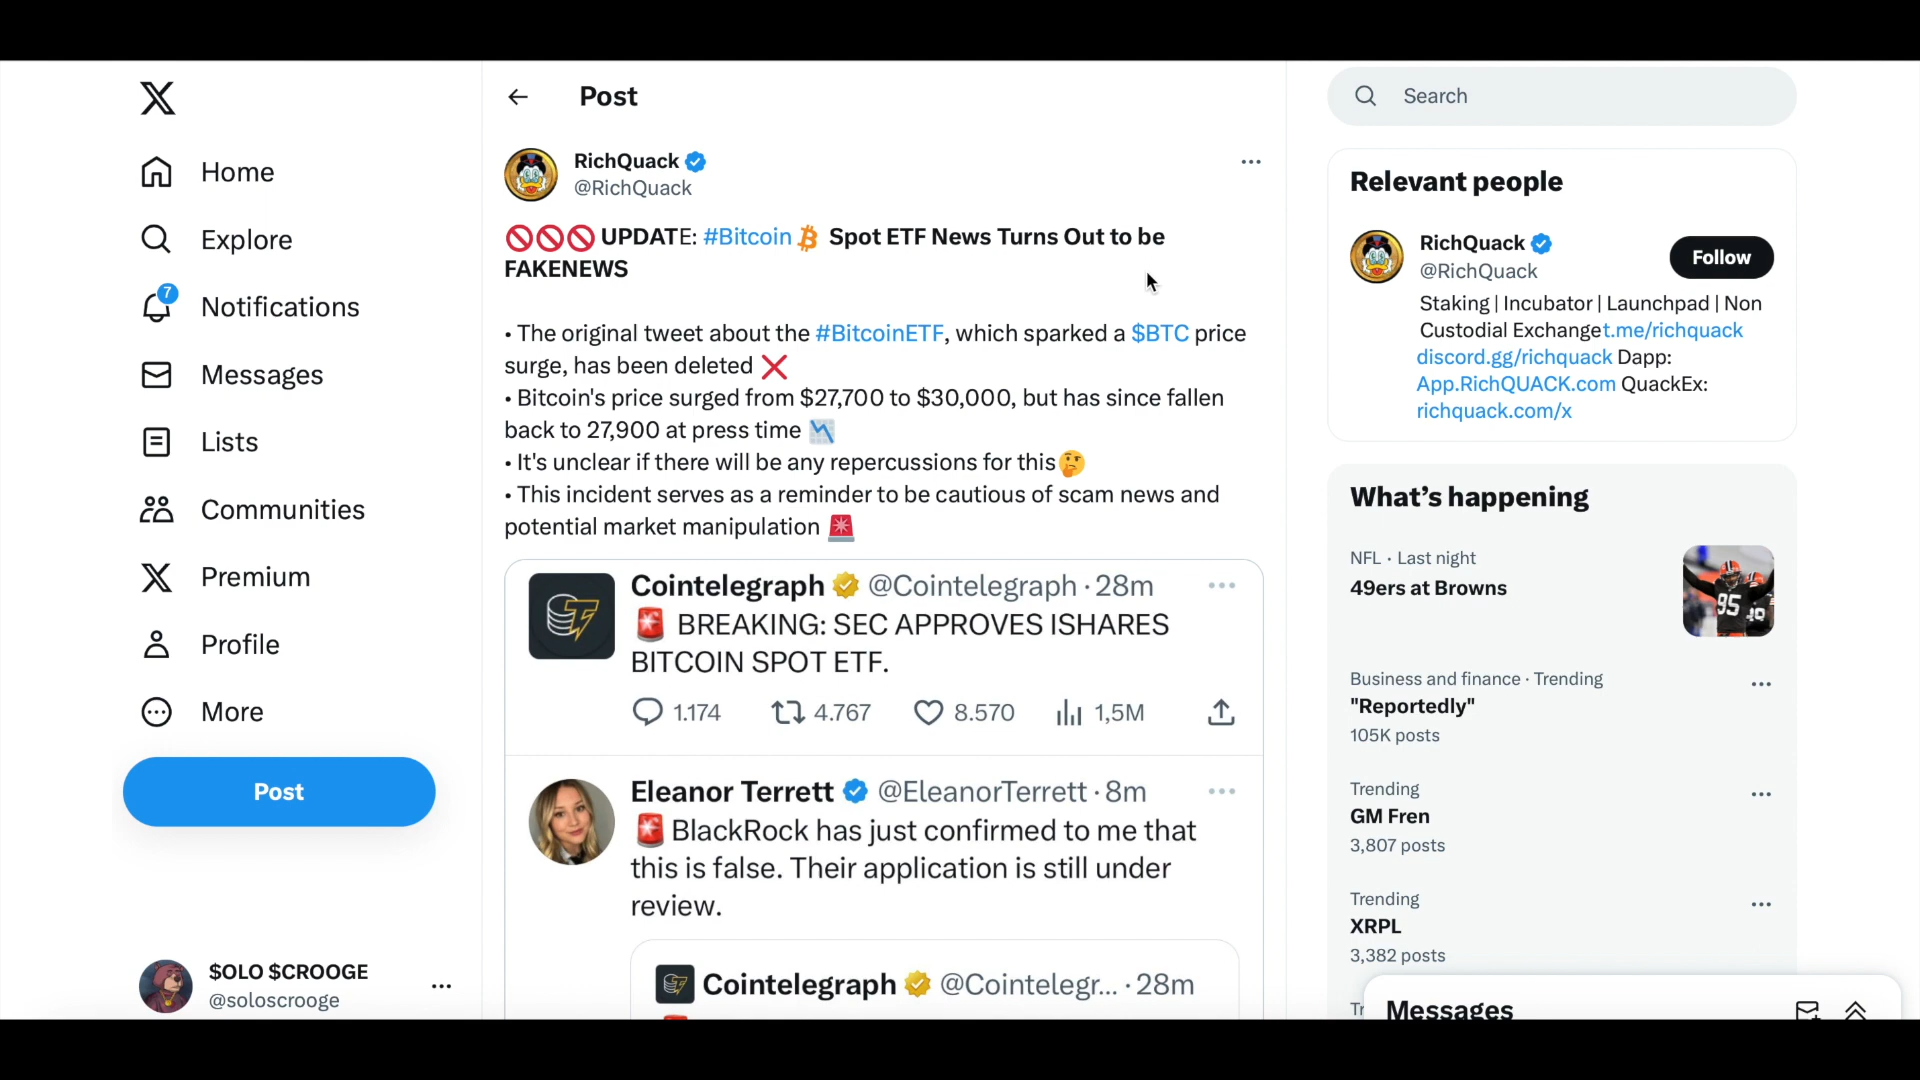 Home
Explore
7
Notifications
Messages
Lists
Communities
Premium
Profile
More
Post
$OLO $CROOGE
@soloscrooge
Post
RichQuack
@RichQuack
🚫🚫🚫 UPDATE: #Bitcoin Spot ETF News Turns Out to be
FAKENEWS
• The original tweet about the #BitcoinETF, which sparked a $BTC price
surge, has been deleted ❌
• Bitcoin's price surged from $27,700 to $30,000, but has since fallen
back to 27,900 at press time 📉
• It's unclear if there will be any repercussions for this🤔
• This incident serves as a reminder to be cautious of scam news and
potential market manipulation 🚨
Cointelegraph @Cointelegraph · 28m
🚨 BREAKING: SEC APPROVES ISHARES
BITCOIN SPOT ETF.
1.174 4.767 8.570 1,5M
Eleanor Terrett @EleanorTerrett · 8m
🚨 BlackRock has just confirmed to me that
this is false. Their application is still under
review.
Cointelegraph @Cointelegr... · 28m
Search
Relevant people
RichQuack
@RichQuack
Follow
Staking | Incubator | Launchpad | Non
Custodial Exchanget.me/richquack
discord.gg/richquack Dapp:
App.RichQUACK.com QuackEx:
richquack.com/x
What's happening
NFL · Last night
49ers at Browns
95
Business and finance · Trending
"Reportedly"
105K posts
Trending
GM Fren
3,807 posts
Trending
XRPL
3,382 posts
Messages